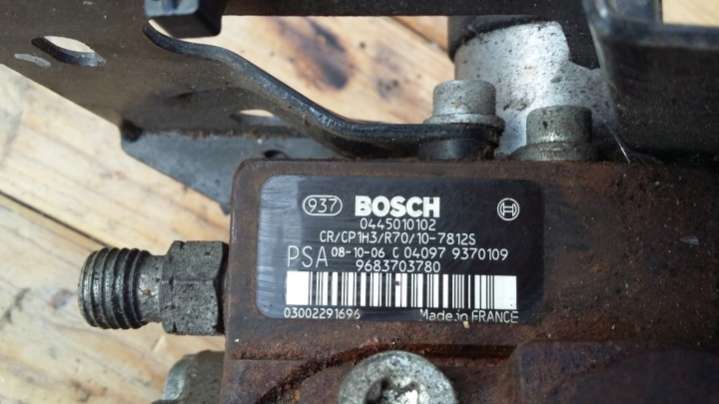 937 BOSCH
0445010102
CR/CP1H3/R70/10-7812S
PSA 08-10-06 C 04097 9370109
9683703780
03002291696 Made in FRANCE